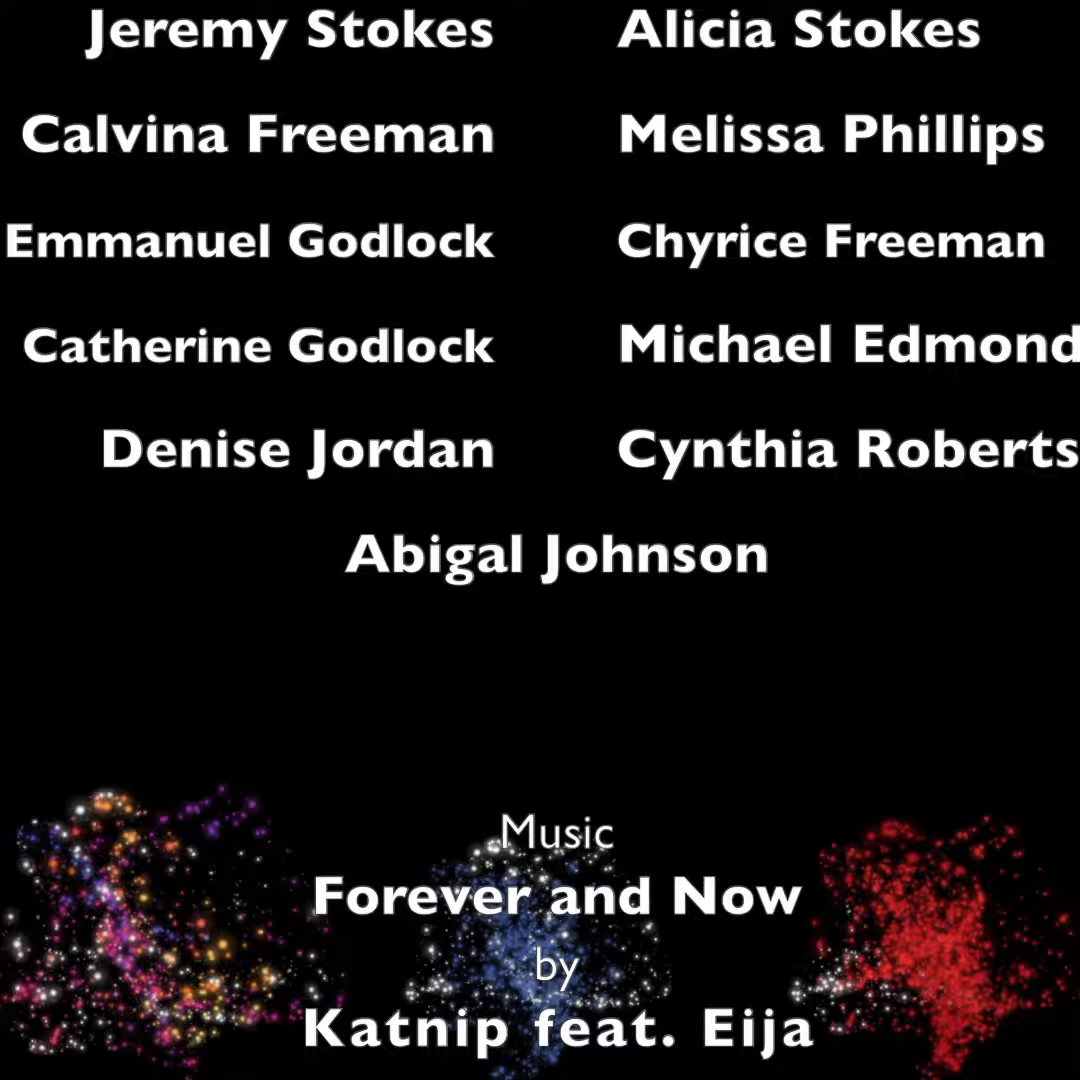 Jeremy Stokes Alicia Stokes
Calvina Freeman Melissa Phillips
Emmanuel Godlock Chyrice Freeman
Catherine Godlock Michael Edmond
Denise Jordan Cynthia Roberts
Abigal Johnson
Music
Forever and Now
by
Katnip feat. Eija